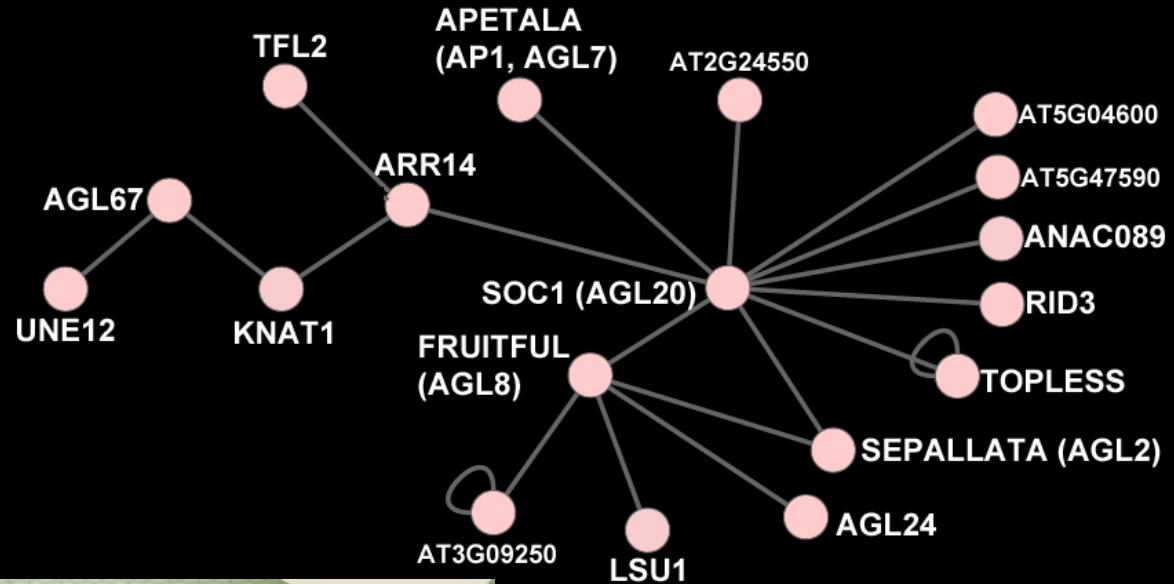 APETALA
(AP1, AGL7)
TFL2
AT2G24550
AT5G04600
ARR14
AT5G47590
AGL67
ANAC089
SOC1 (AGL20)
RID3
UNE12
KNAT1
FRUITFUL
(AGL8)
TOPLESS
SEPALLATA (AGL2)
AGL24
AT3G09250
LSU1